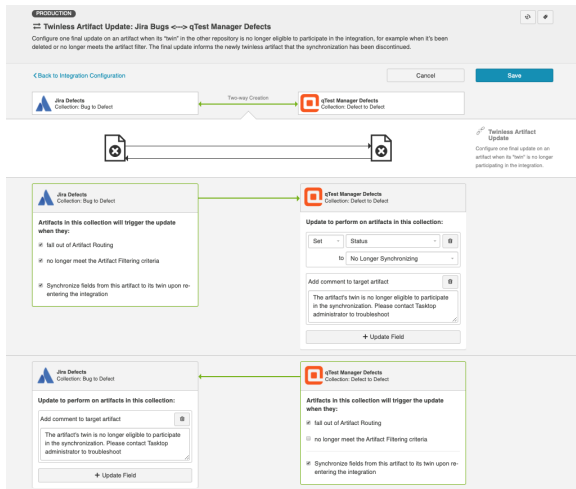 PRODUCTION
Twinless Artifact Update: Jira Bugs <—> qTest Manager Defects
Configure one final update on an artifact when its "twin" in the other repository is no longer eligible to participate in the integration, for example when it's been
deleted or no longer meets the artifact filter. The final update informs the newly twinless artifact that the synchronization has been discontinued.
Back to Integration Configuration
Cancel
Save
Jira Defects
Collection: Bug to Defect
Two-way Creation
qTest Manager Defects
Collection: Defect to Defect
Twinless Artifact
Update
Configure one final update on an
artifact when its "twin" is no longer
participating in the integration.
Jira Defects
Collection: Bug to Defect
Artifacts in this collection will trigger the update
when they:
fall out of Artifact Routing
no longer meet the Artifact Filtering criteria
Synchronize fields from this artifact to its twin upon re-
entering the integration
qTest Manager Defects
Collection: Defect to Defect
Update to perform on artifacts in this collection:
Set
Status
to
No Longer Synchronizing
Add comment to target artifact
The artifact's twin is no longer eligible to participate
in the synchronization. Please contact Tasktop
administrator to troubleshoot
+ Update Field
Jira Defects
Collection: Bug to Defect
Update to perform on artifacts in this collection:
Add comment to target artifact
The artifact's twin is no longer eligible to participate
in the synchronization. Please contact Tasktop
administrator to troubleshoot
+ Update Field
qTest Manager Defects
Collection: Defect to Defect
Artifacts in this collection will trigger the update
when they:
fall out of Artifact Routing
no longer meet the Artifact Filtering criteria
Synchronize fields from this artifact to its twin upon re-
entering the integration